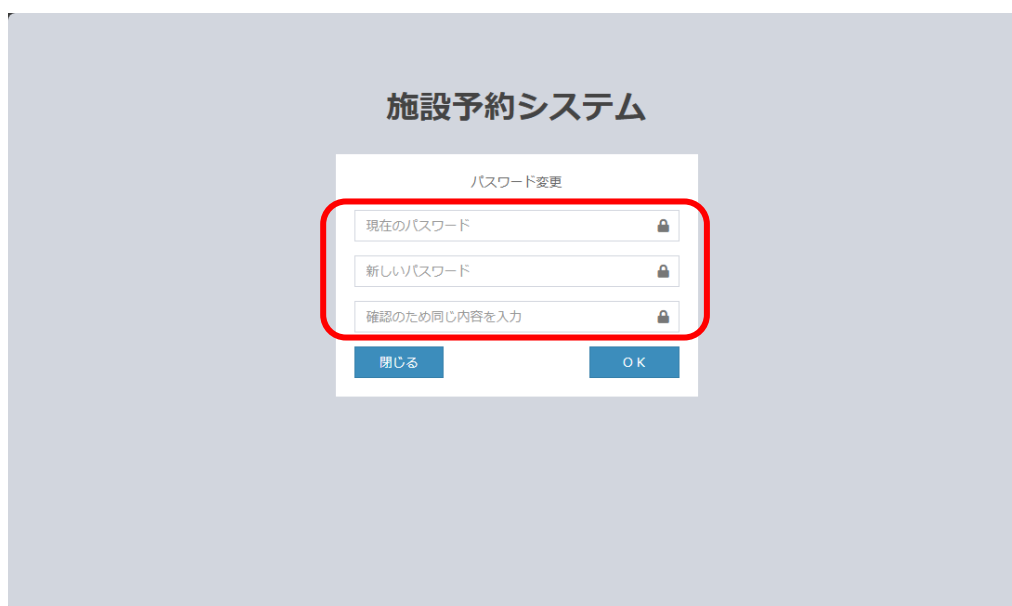 施設予約システム
パスワード変更
現在のパスワード
新しいパスワード
確認のため同じ内容を入力
閉じる
ＯＫ